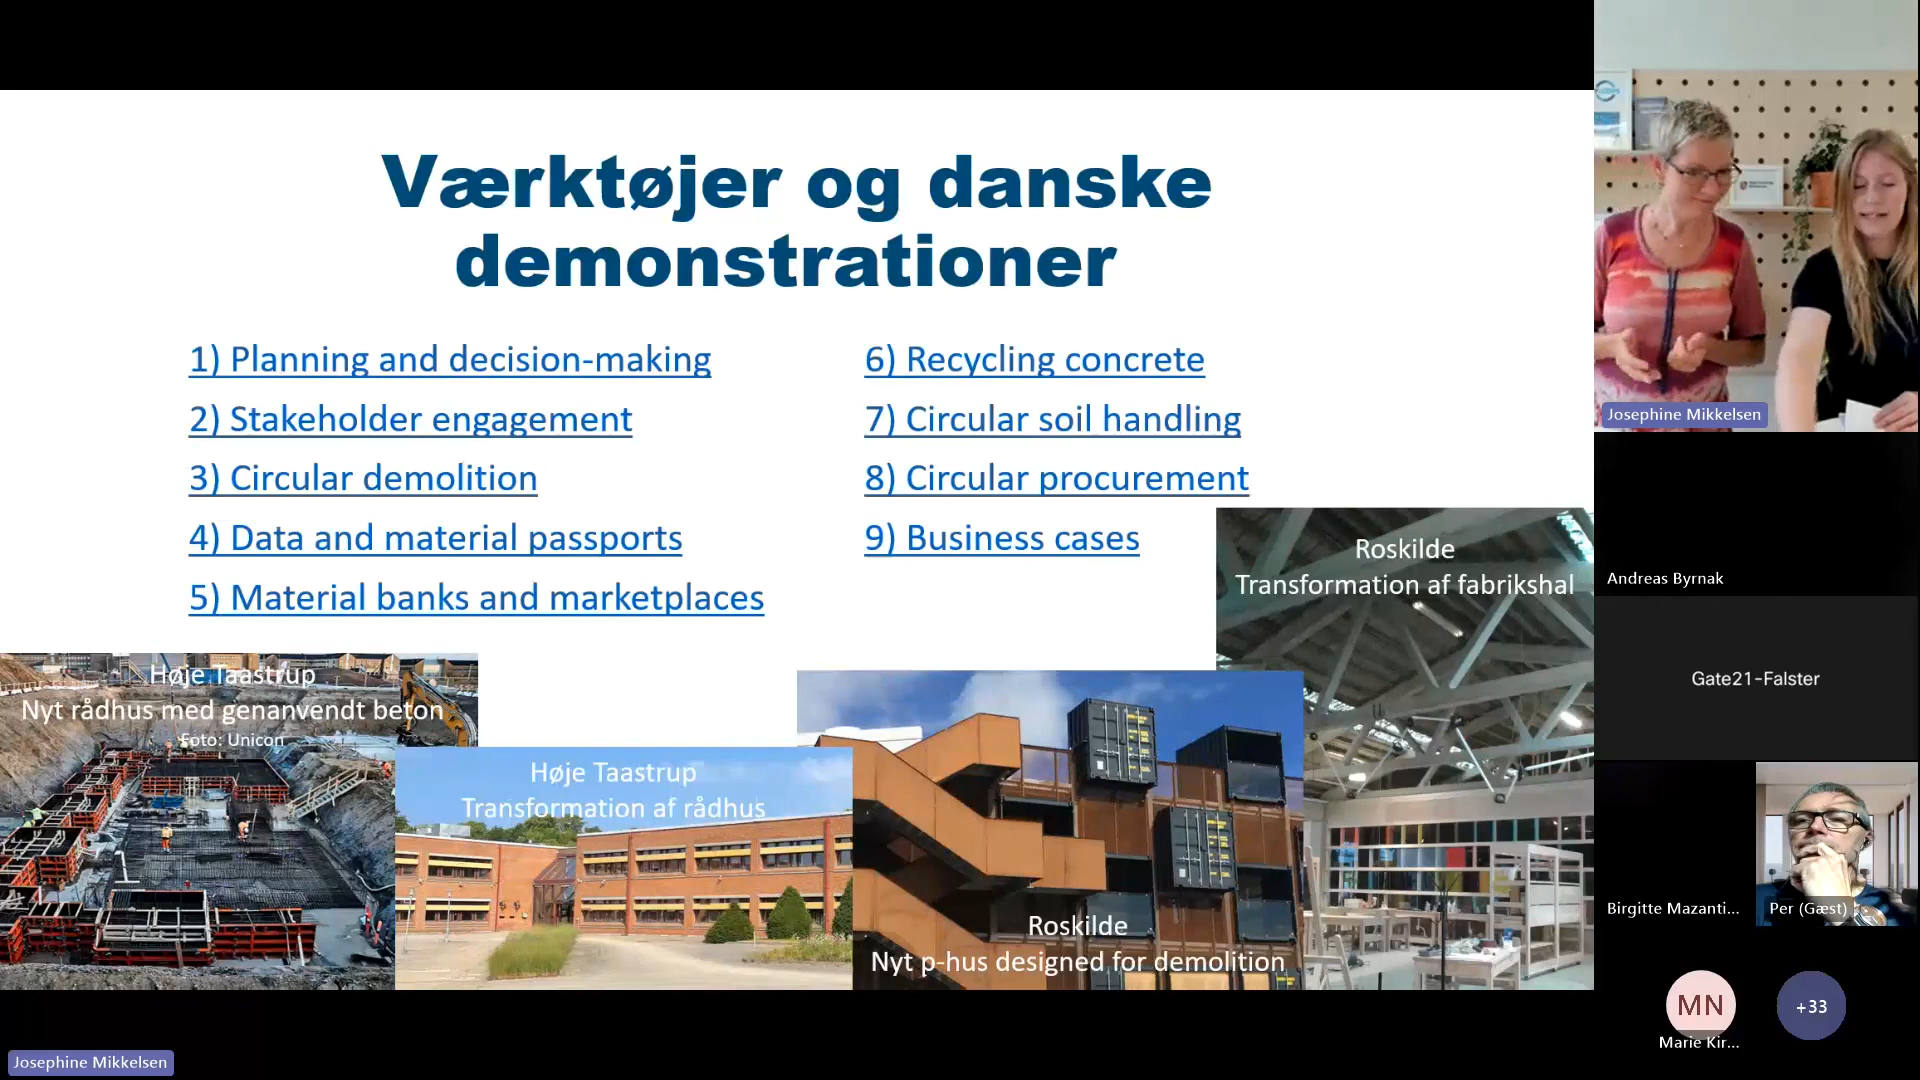 Værktøjer og danske
demonstrationer
1) Planning and decision-making
2) Stakeholder engagement
3) Circular demolition
4) Data and material passports
5) Material banks and marketplaces
6) Recycling concrete
7) Circular soil handling
8) Circular procurement
9) Business cases
Høje Taastrup
Nyt rådhus med genanvendt beton
Foto: Unicon
Høje Taastrup
Transformation af rådhus
Roskilde
Nyt p-hus designed for demolition
Roskilde
Transformation af fabrikshal
Josephine Mikkelsen
Andreas Byrnak
Gate21-Falster
Birgitte Mazanti...
Per (Gæst)
MN
Marie Kir...
+33
Josephine Mikkelsen